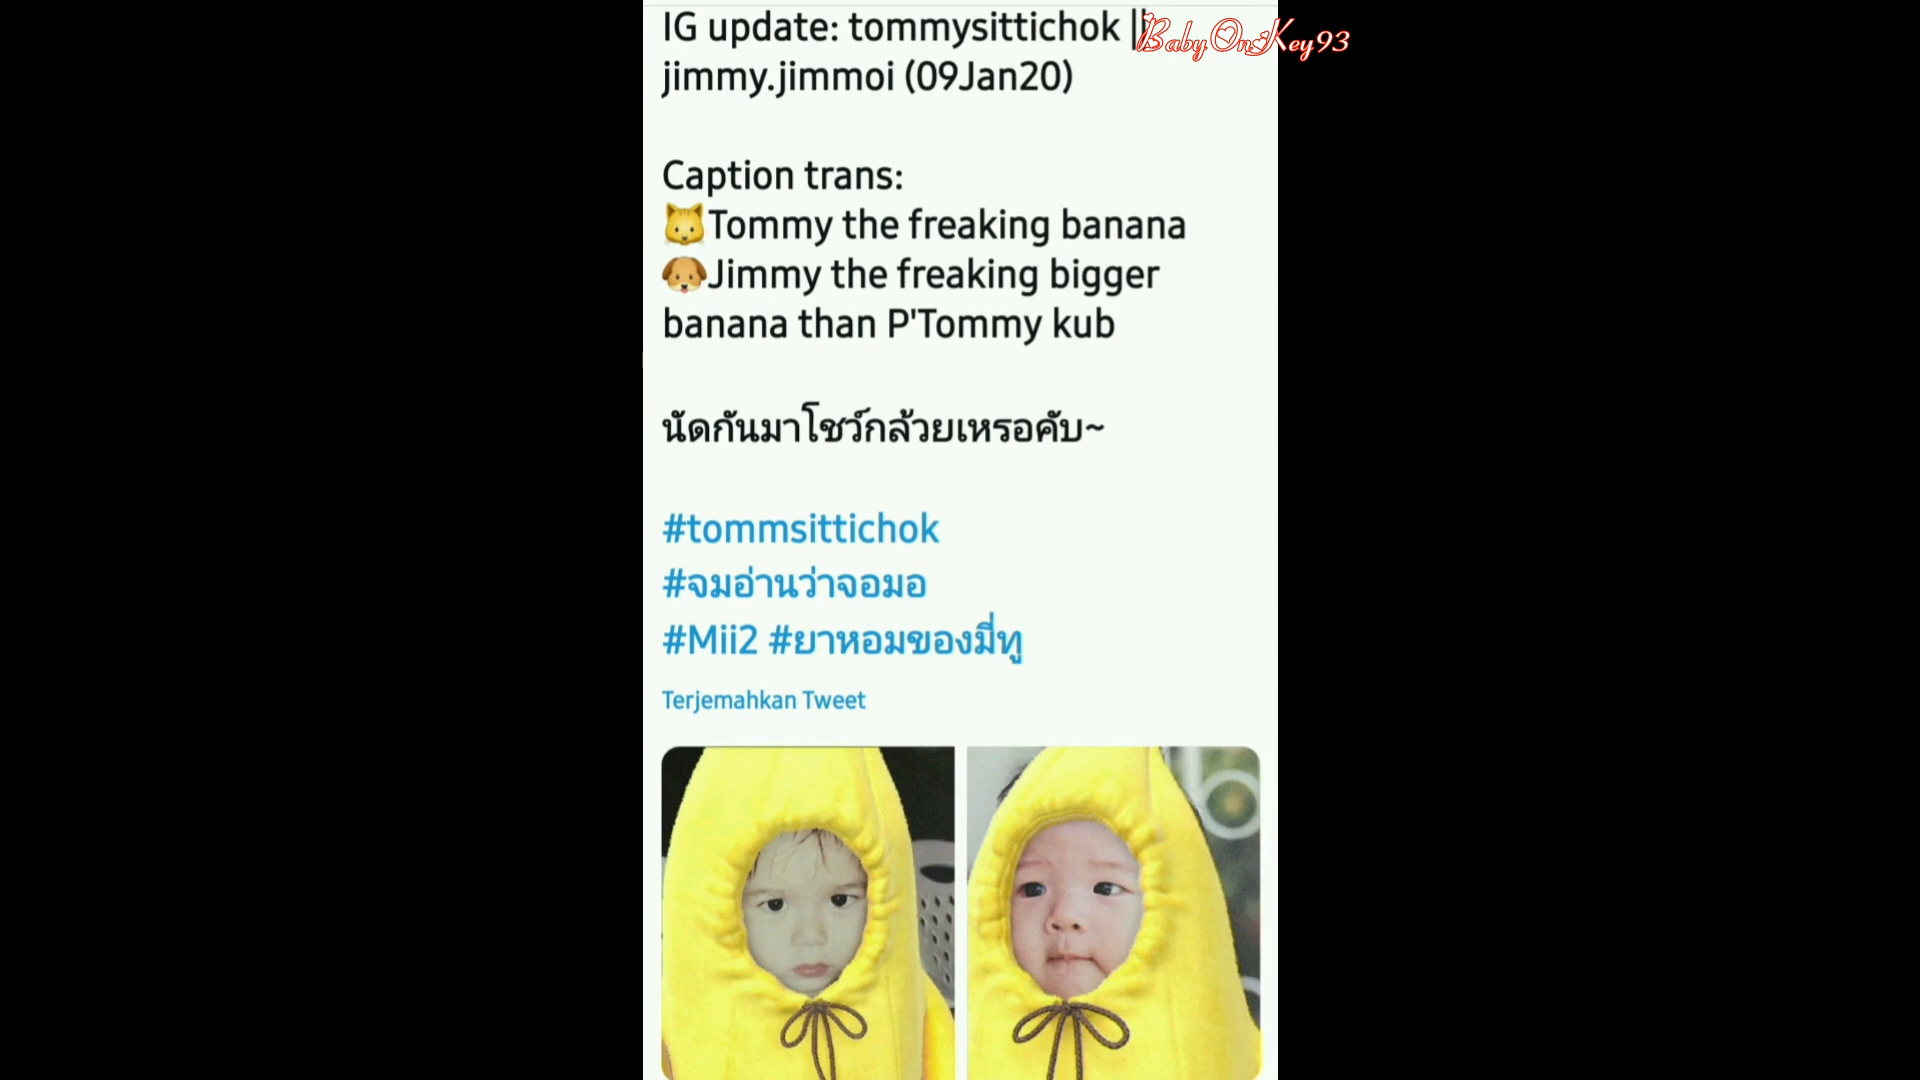 IG update: tommysittichok ||
BabyOnKey93
jimmy.jimmoi (09Jan20)
Caption trans:
🐱Tommy the freaking banana
🐶Jimmy the freaking bigger
banana than P'Tommy kub
นัดกันมาโชว์กล้วยเหรอคับ~
#tommsittichok
#จมอ่านว่าจอมอ
#Mii2 #ยาหอมของมี่ทู
Terjemahkan Tweet